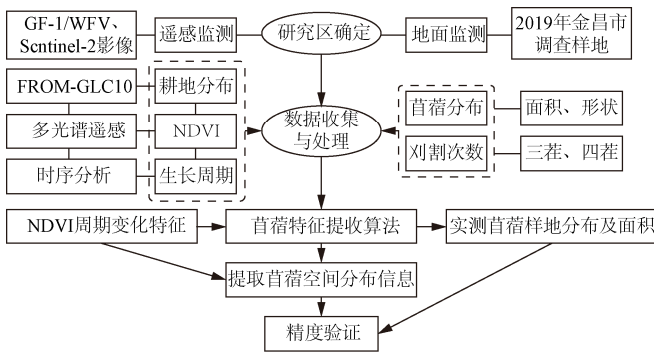 GF-1/WFV、
Scntinel-2影像
遥感监测
研究区确定
地面监测
2019年金昌市
调查样地
FROM-GLC10
耕地分布
多光谱遥感
NDVI
时序分析
生长周期
数据收集
与处理
苜蓿分布
面积、形状
刈割次数
三茬、四茬
NDVI周期变化特征
苜蓿特征提收算法
实测苜蓿样地分布及面积
提取苜蓿空间分布信息
精度验证